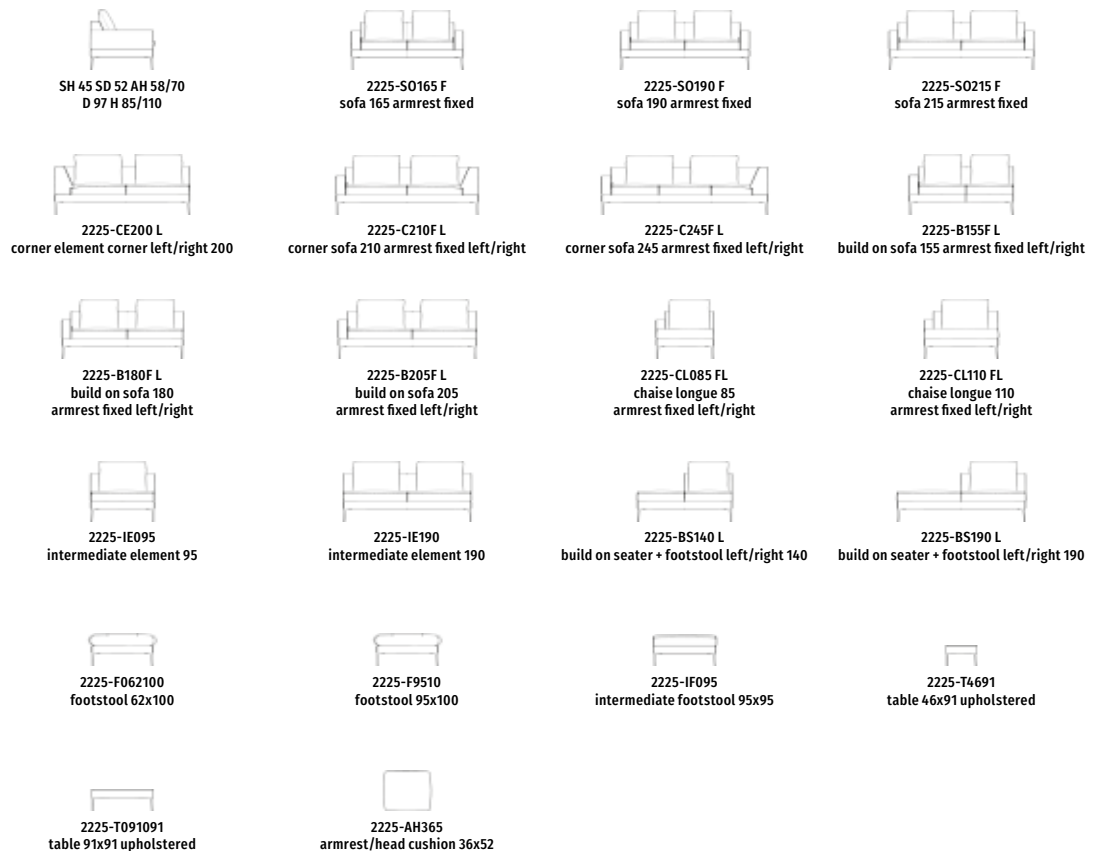 SH 45 SD 52 AH 58/70
D 97 H 85/110
2225-SO165 F
sofa 165 armrest fixed
2225-SO190 F
sofa 190 armrest fixed
2225-SO215 F
sofa 215 armrest fixed
2225-CE200 L
corner element corner left/right 200
2225-C210F L
corner sofa 210 armrest fixed left/right
2225-C245F L
corner sofa 245 armrest fixed left/right
2225-B155F L
build on sofa 155 armrest fixed left/right
2225-B180F L
build on sofa 180
armrest fixed left/right
2225-B205F L
build on sofa 205
armrest fixed left/right
2225-CL085 FL
chaise longue 85
armrest fixed left/right
2225-CL110 FL
chaise longue 110
armrest fixed left/right
2225-IE095
intermediate element 95
2225-IE190
intermediate element 190
2225-BS140 L
build on seater + footstool left/right 140
2225-BS190 L
build on seater + footstool left/right 190
2225-F062100
footstool 62x100
2225-F9510
footstool 95x100
2225-IF095
intermediate footstool 95x95
2225-T4691
table 46x91 upholstered
2225-T091091
table 91x91 upholstered
2225-AH365
armrest/head cushion 36x52